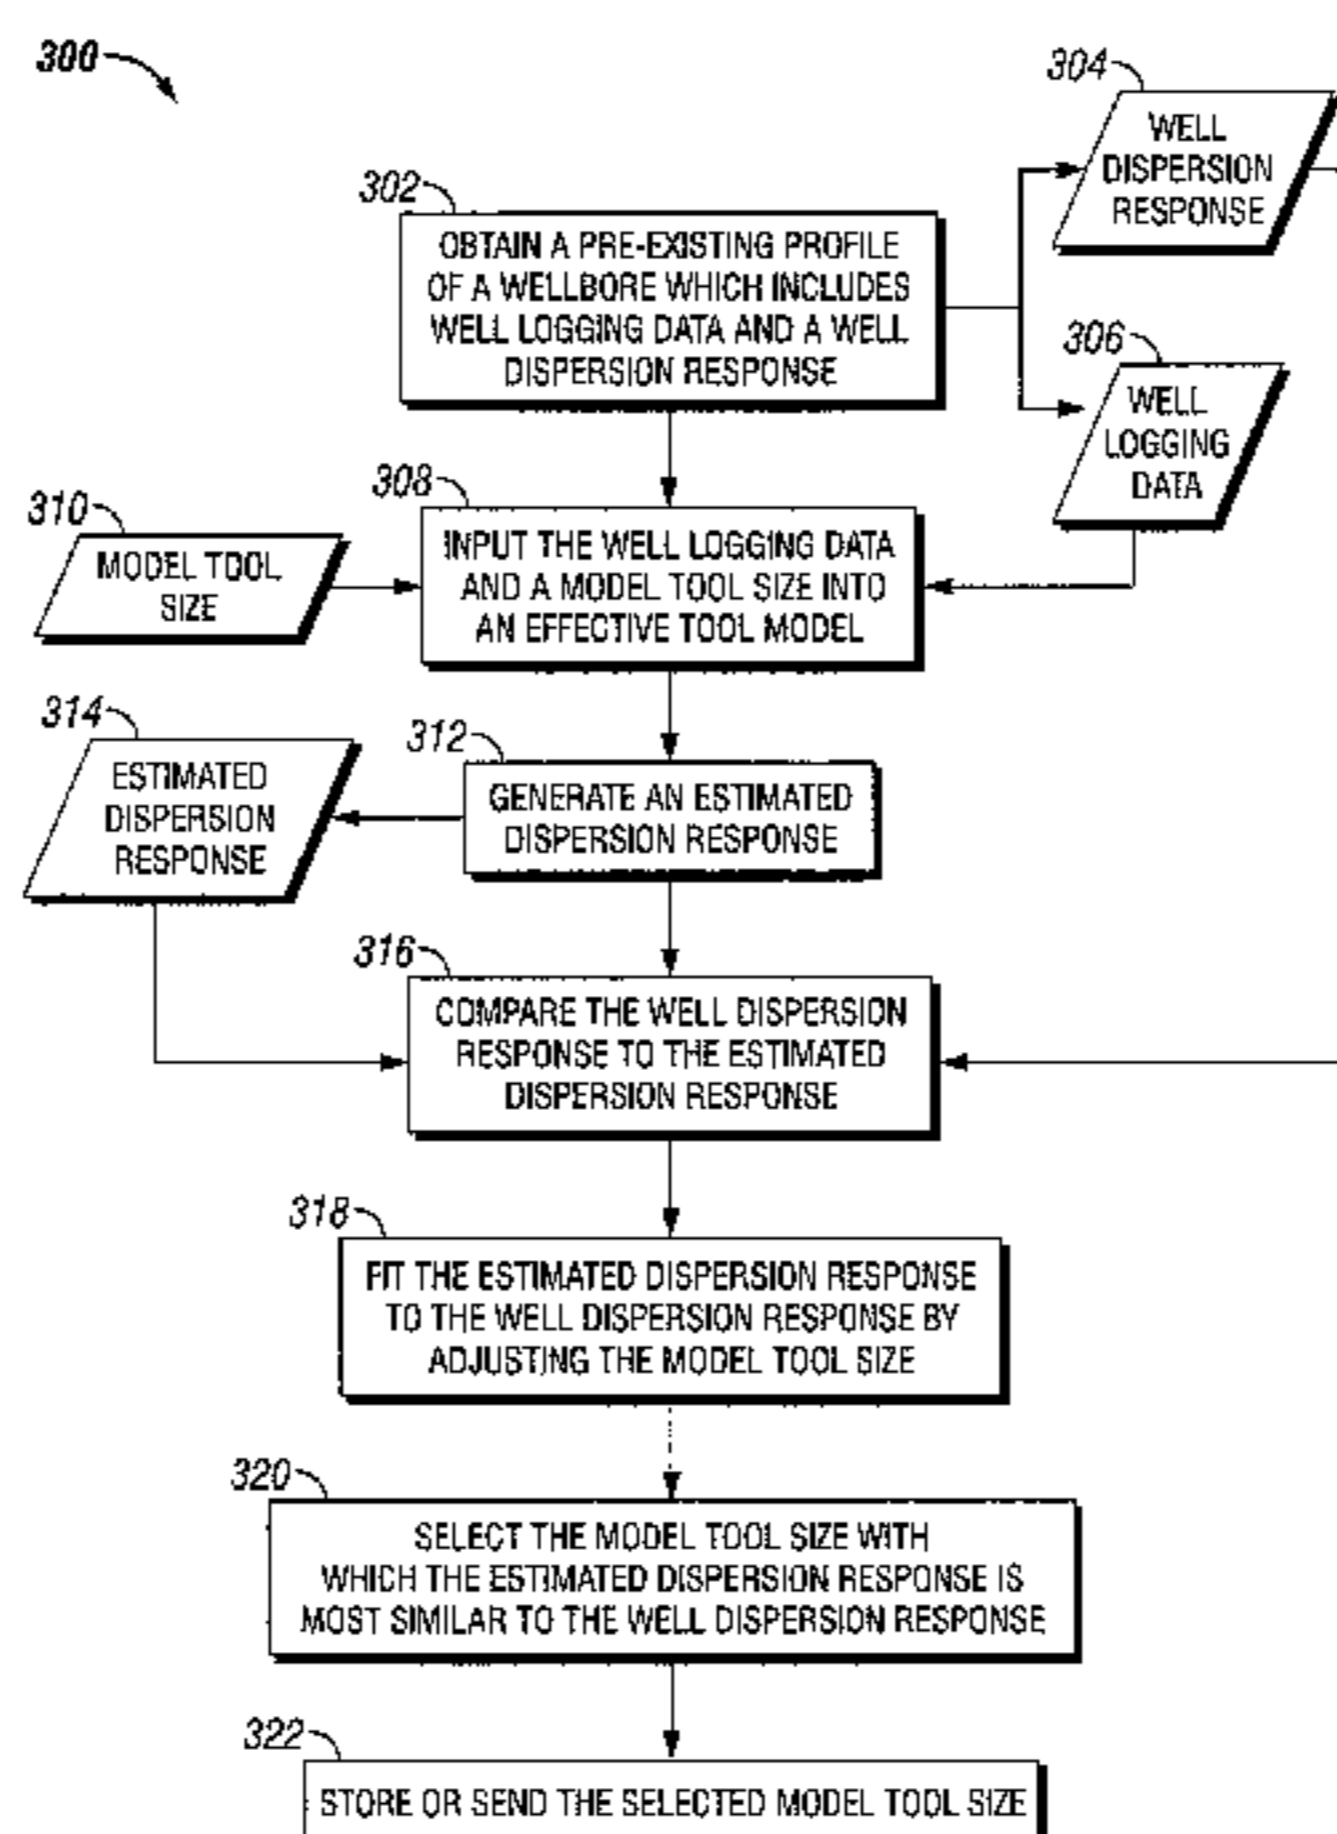 300
304
WELL
DISPERSION
RESPONSE
302
OBTAIN A PRE-EXISTING PROFILE
OF A WELLBORE WHICH INCLUDES
WELL LOGGING DATA AND A WELL
DISPERSION RESPONSE
306
WELL
LOGGING
DATA
308
INPUT THE WELL LOGGING DATA
AND A MODEL TOOL SIZE INTO
AN EFFECTIVE TOOL MODEL
310
MODEL TOOL
SIZE
312
GENERATE AN ESTIMATED
DISPERSION RESPONSE
314
ESTIMATED
DISPERSION
RESPONSE
316
COMPARE THE WELL DISPERSION
RESPONSE TO THE ESTIMATED
DISPERSION RESPONSE
318
FIT THE ESTIMATED DISPERSION RESPONSE
TO THE WELL DISPERSION RESPONSE BY
ADJUSTING THE MODEL TOOL SIZE
320
SELECT THE MODEL TOOL SIZE WITH
WHICH THE ESTIMATED DISPERSION RESPONSE IS
MOST SIMILAR TO THE WELL DISPERSION RESPONSE
322
STORE OR SEND THE SELECTED MODEL TOOL SIZE